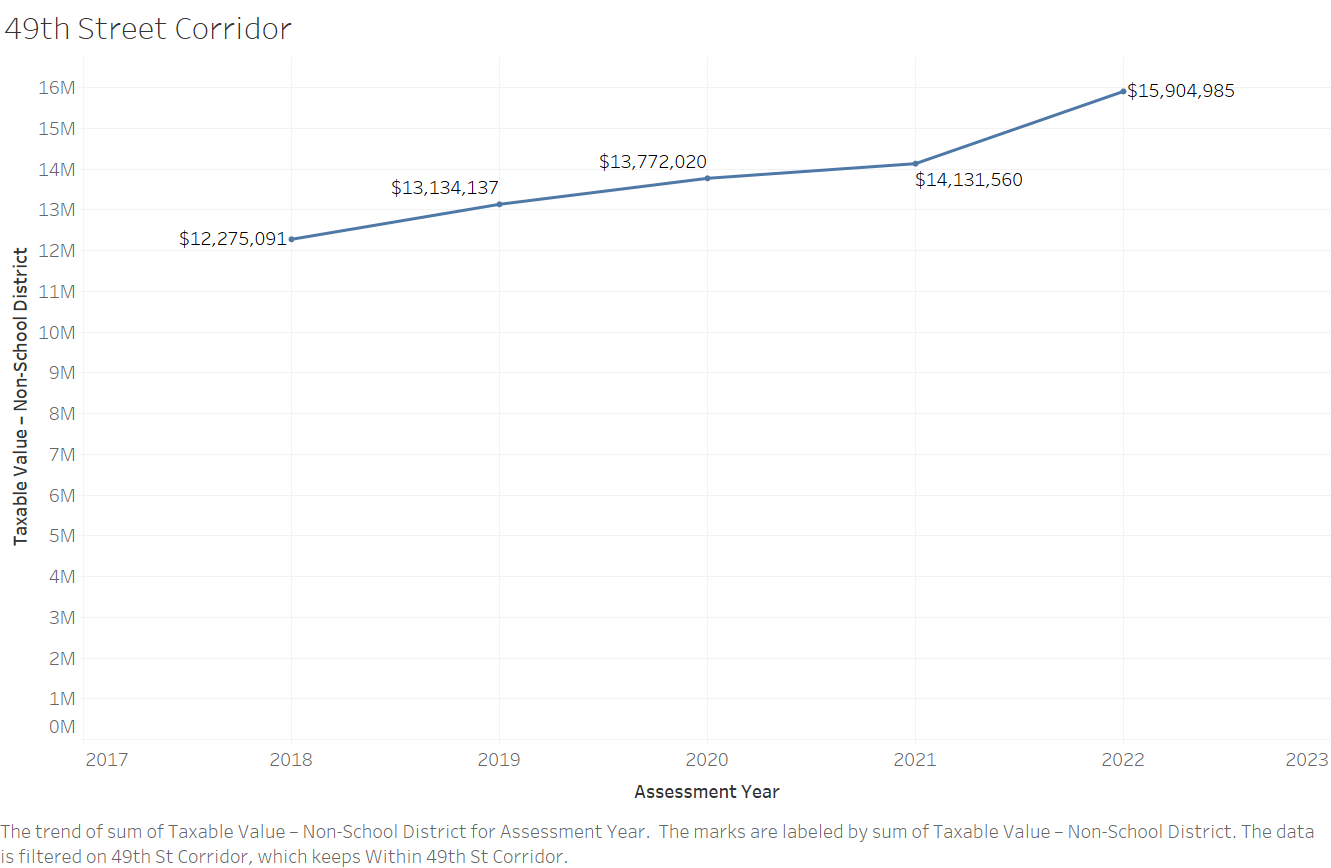 49th Street Corridor
16M
15M
14M
13M
12M
11M
10M
9M
8M
7M
6M
5M
4M
3M
2M
1M
0M
Taxable Value – Non-School District
$12,275,091
$13,134,137
$13,772,020
$14,131,560
$15,904,985
2017 2018 2019 2020 2021 2022 2023
Assessment Year
The trend of sum of Taxable Value – Non-School District for Assessment Year.  The marks are labeled by sum of Taxable Value – Non-School District. The data
is filtered on 49th St Corridor, which keeps Within 49th St Corridor.